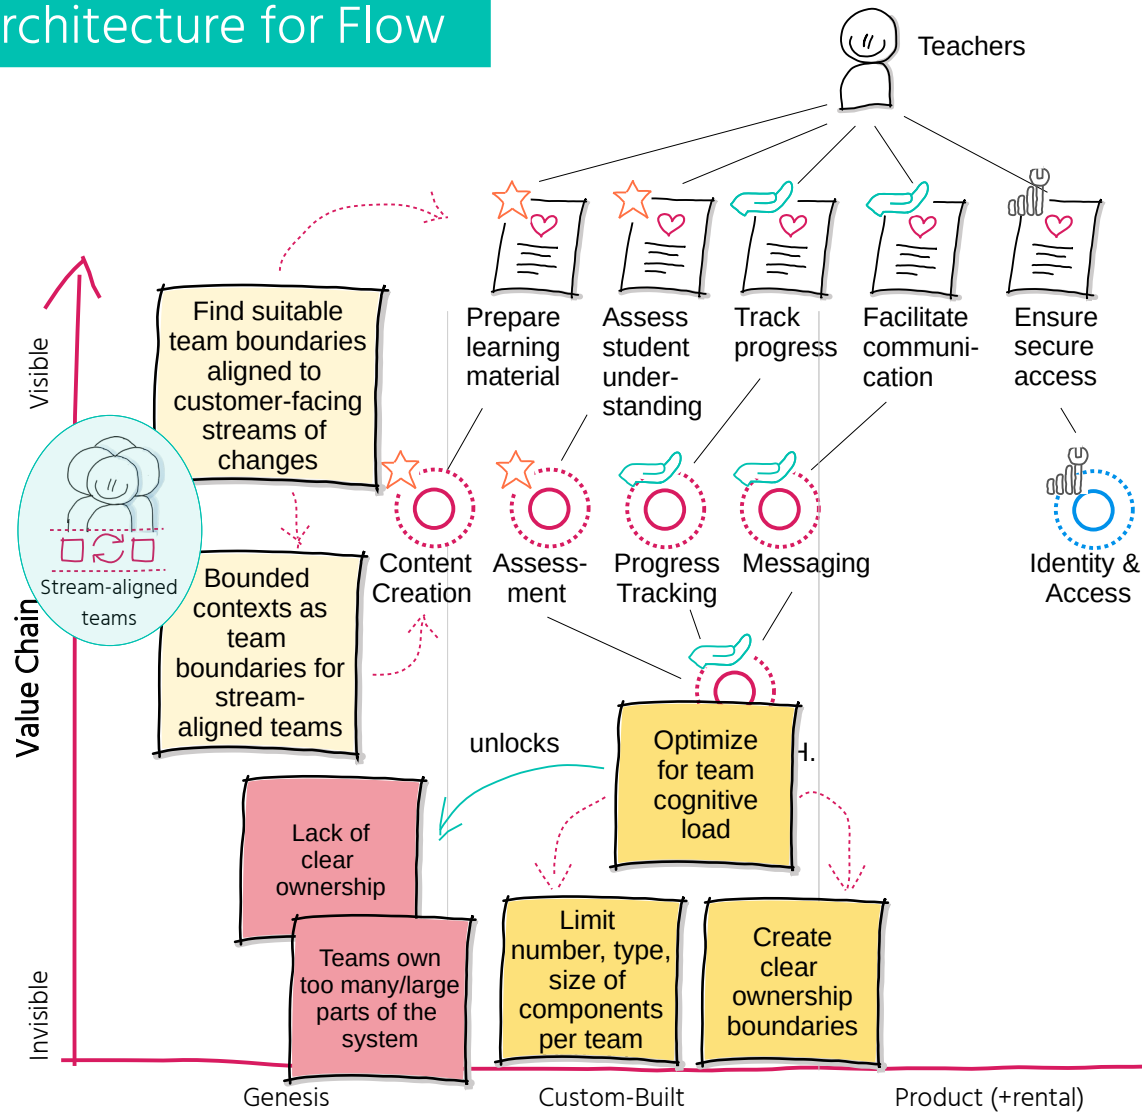 rchitecture for Flow
Teachers
Prepare
learning
material
Assess
student
under-
standing
Track
progress
Facilitate
communi-
cation
Ensure
secure
access
Find suitable
team boundaries
aligned to
customer-facing
streams of
changes
Visible
Stream-aligned
teams
Value Chain
Invisible
Content
Creation
Assess-
ment
Progress
Tracking
Messaging
Identity &
Access
Bounded
contexts as
team
boundaries for
stream-
aligned teams
unlocks
Optimize
for team
cognitive
load
H.
Lack of
clear
ownership
Teams own
too many/large
parts of the
system
Limit
number, type,
size of
components
per team
Create
clear
ownership
boundaries
Genesis
Custom-Built
Product (+rental)